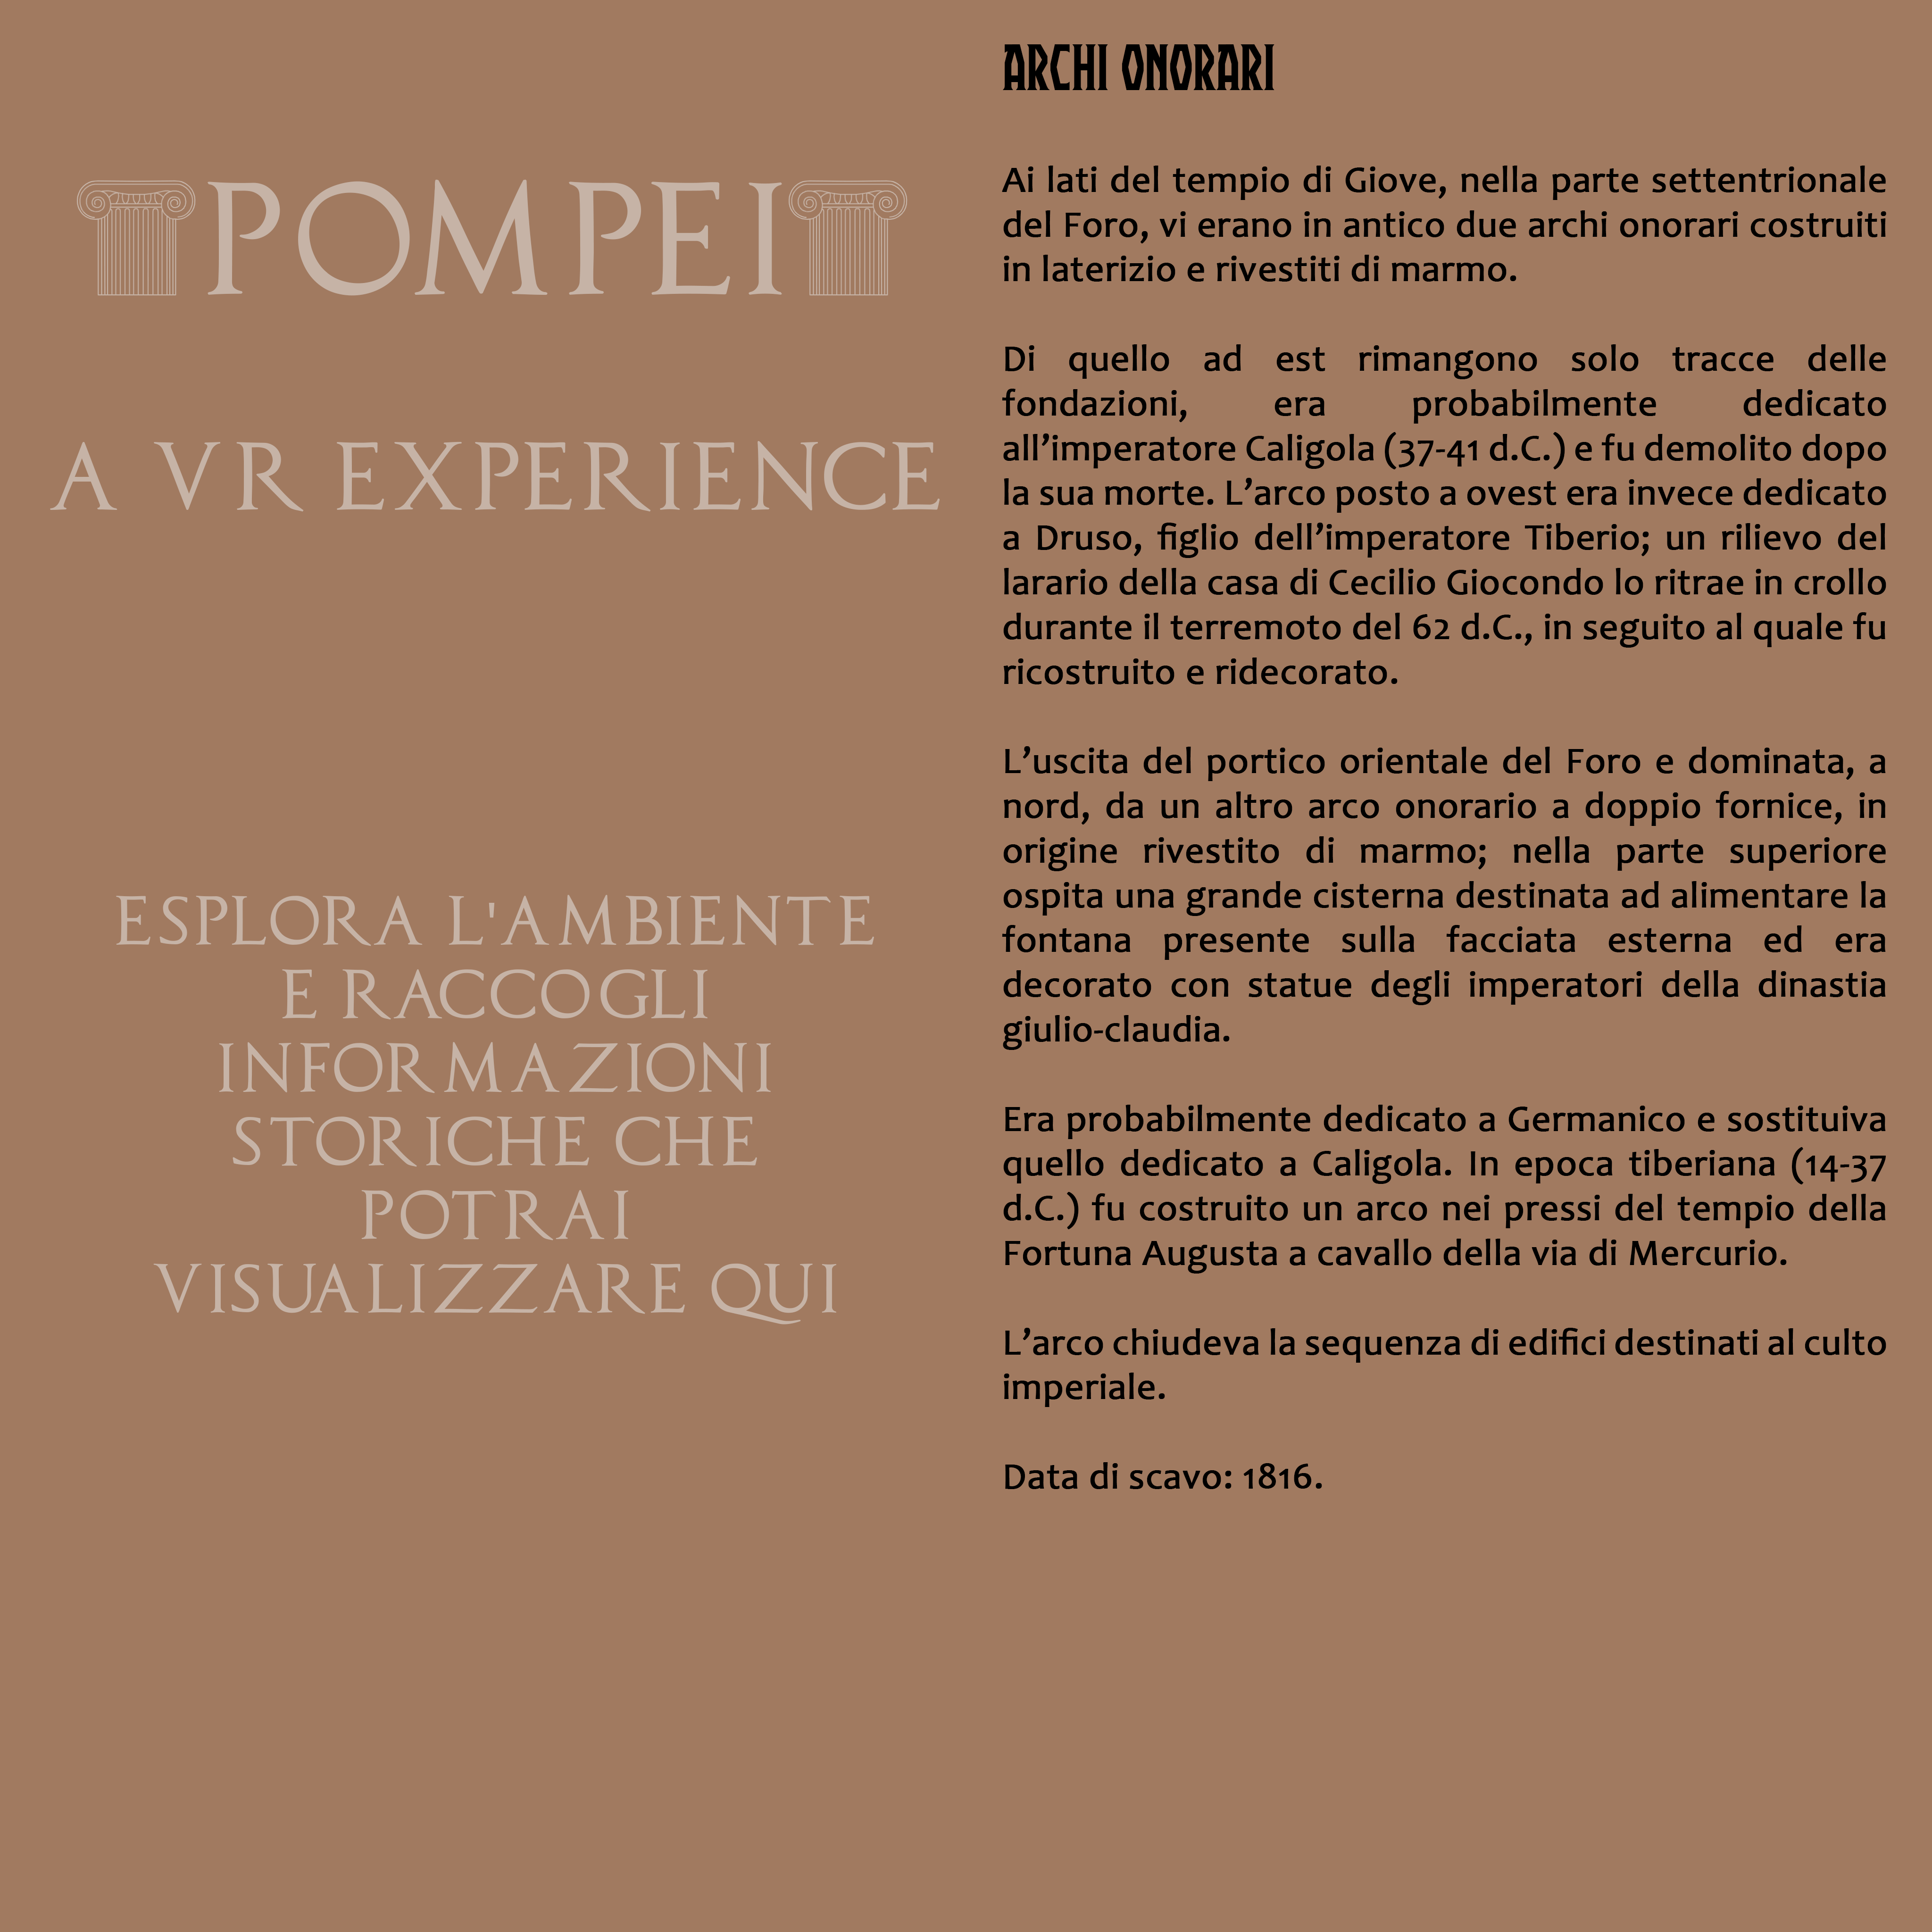 POMPEI
A VR EXPERIENCE
ESPLORA L'AMBIENTE
E RACCOGLI
INFORMAZIONI
STORICHE CHE
POTRAI
VISUALIZZARE QUI
ARCHI ONORARI
Ai lati del tempio di Giove, nella parte settentrionale
del Foro, vi erano in antico due archi onorari costruiti
in laterizio e rivestiti di marmo.
Di quello ad est rimangono solo tracce delle
fondazioni, era probabilmente dedicato
all’imperatore Caligola (37-41 d.C.) e fu demolito dopo
la sua morte. L’arco posto a ovest era invece dedicato
a Druso, figlio dell’imperatore Tiberio; un rilievo del
larario della casa di Cecilio Giocondo lo ritrae in crollo
durante il terremoto del 62 d.C., in seguito al quale fu
ricostruito e ridecorato.
L’uscita del portico orientale del Foro e dominata, a
nord, da un altro arco onorario a doppio fornice, in
origine rivestito di marmo; nella parte superiore
ospita una grande cisterna destinata ad alimentare la
fontana presente sulla facciata esterna ed era
decorato con statue degli imperatori della dinastia
giulio-claudia.
Era probabilmente dedicato a Germanico e sostituiva
quello dedicato a Caligola. In epoca tiberiana (14-37
d.C.) fu costruito un arco nei pressi del tempio della
Fortuna Augusta a cavallo della via di Mercurio.
L’arco chiudeva la sequenza di edifici destinati al culto
imperiale.
Data di scavo: 1816.